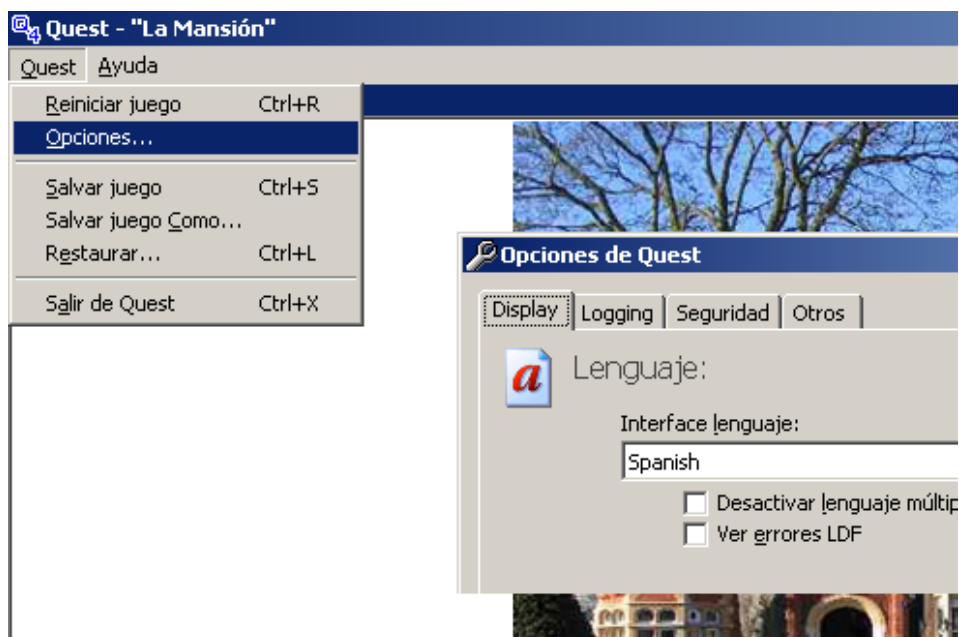 Quest - "La Mansión"
Quest Ayuda
Reiniciar juego Ctrl+R
Opciones...
Salvar juego Ctrl+S
Salvar juego Como...
Restaurar... Ctrl+L
Salir de Quest Ctrl+X
Opciones de Quest
Display Logging Seguridad Otros
Lenguaje:
Interface lenguaje:
Spanish
Desactivar lenguaje
Ver errores LDF